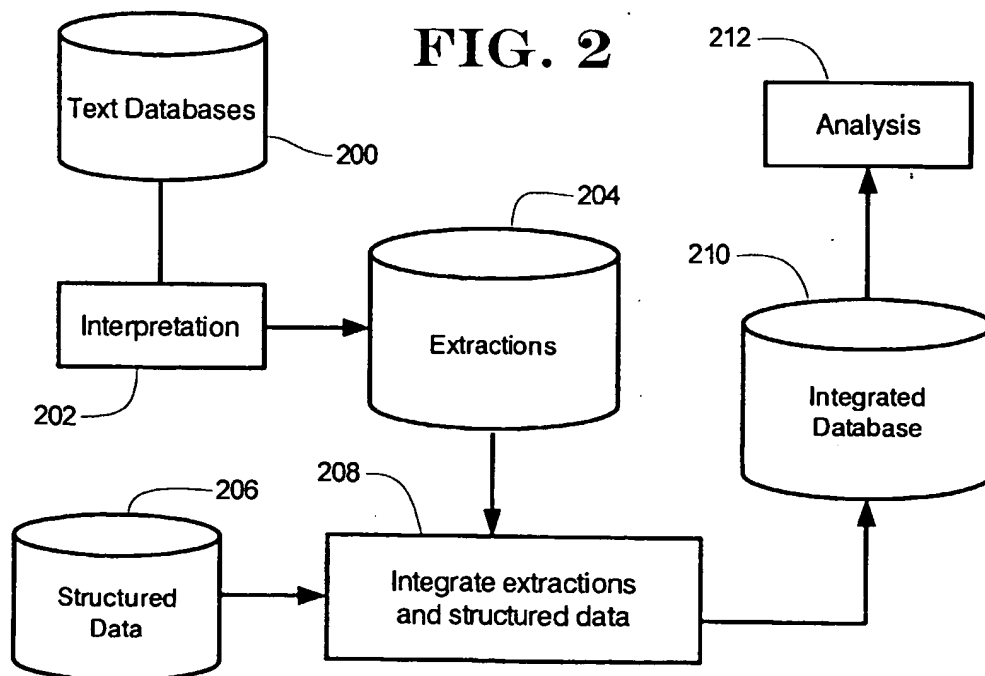 FIG. 2
212
Text Databases
Analysis
200
204
210
Interpretation
Extractions
202
Integrated
Database
206
208
Structured
Data
Integrate extractions
and structured data